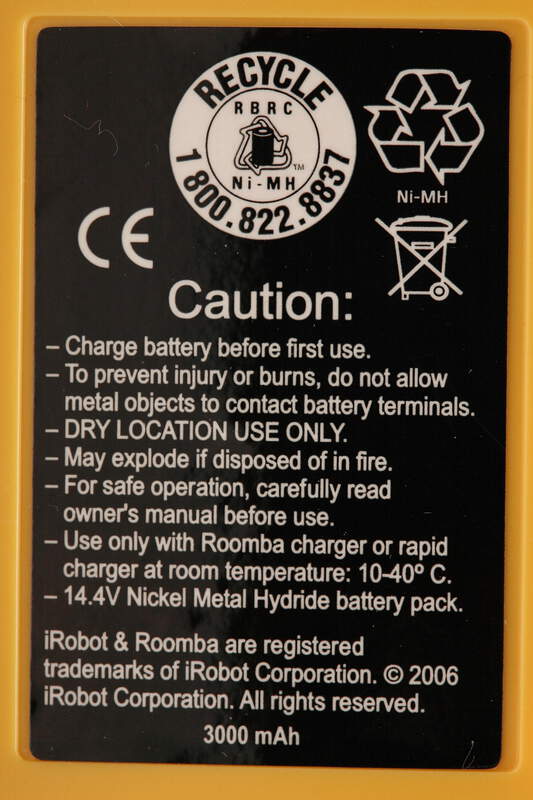 RECYCLE
RBRC
Ni-MH
TM
1 800.822.8837
Ni-MH
CE
Caution:
– Charge battery before first use.
– To prevent injury or burns, do not allow
metal objects to contact battery terminals.
– DRY LOCATION USE ONLY.
– May explode if disposed of in fire.
– For safe operation, carefully read
owner's manual before use.
– Use only with Roomba charger or rapid
charger at room temperature: 10-40º C.
– 14.4V Nickel Metal Hydride battery pack.
iRobot & Roomba are registered
trademarks of iRobot Corporation. © 2006
iRobot Corporation. All rights reserved.
3000 mAh